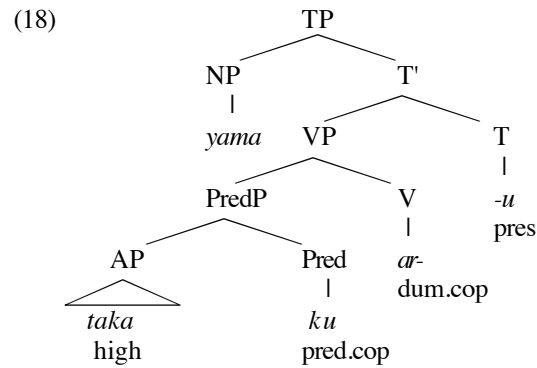 (18) TP
NP T'
yama VP T
PredP V -u
pres
AP Pred ar-
dum.cop
taka ku
high pred.cop